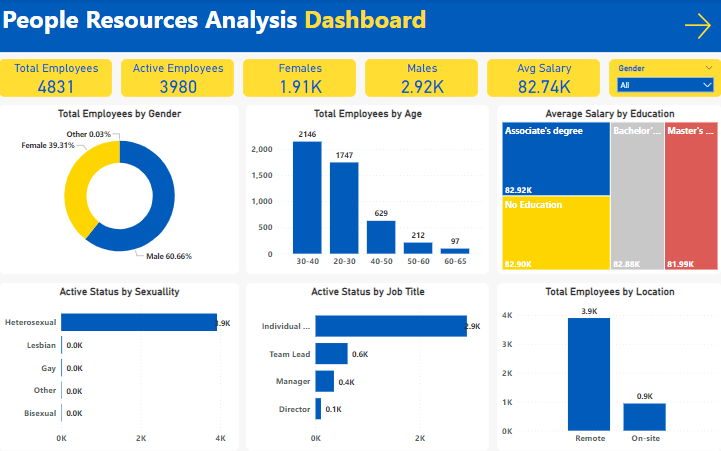 People Resources Analysis Dashboard
Total Employees
4831
Active Employees
3980
Females
1.91K
Males
2.92K
Avg Salary
82.74K
Gender
All
Total Employees by Gender
Other 0.03%
Female 39.31%
Male 60.66%
Total Employees by Age
2,000
1,500
1,000
500
0
2146
1747
629
212
97
30-40
20-30
40-50
50-60
60-65
Average Salary by Education
Associate's degree
82.92K
No Education
82.90K
Bachelor'...
82.88K
Master's ...
81.99K
Active Status by Sexuallity
Heterosexual
3.9K
Lesbian
0.0K
Gay
0.0K
Other
0.0K
Bisexual
0.0K
0K
2K
4K
Active Status by Job Title
Individual ...
2.9K
Team Lead
0.6K
Manager
0.4K
Director
0.1K
0K
2K
Total Employees by Location
4K
3K
2K
1K
0K
3.9K
0.9K
Remote
On-site